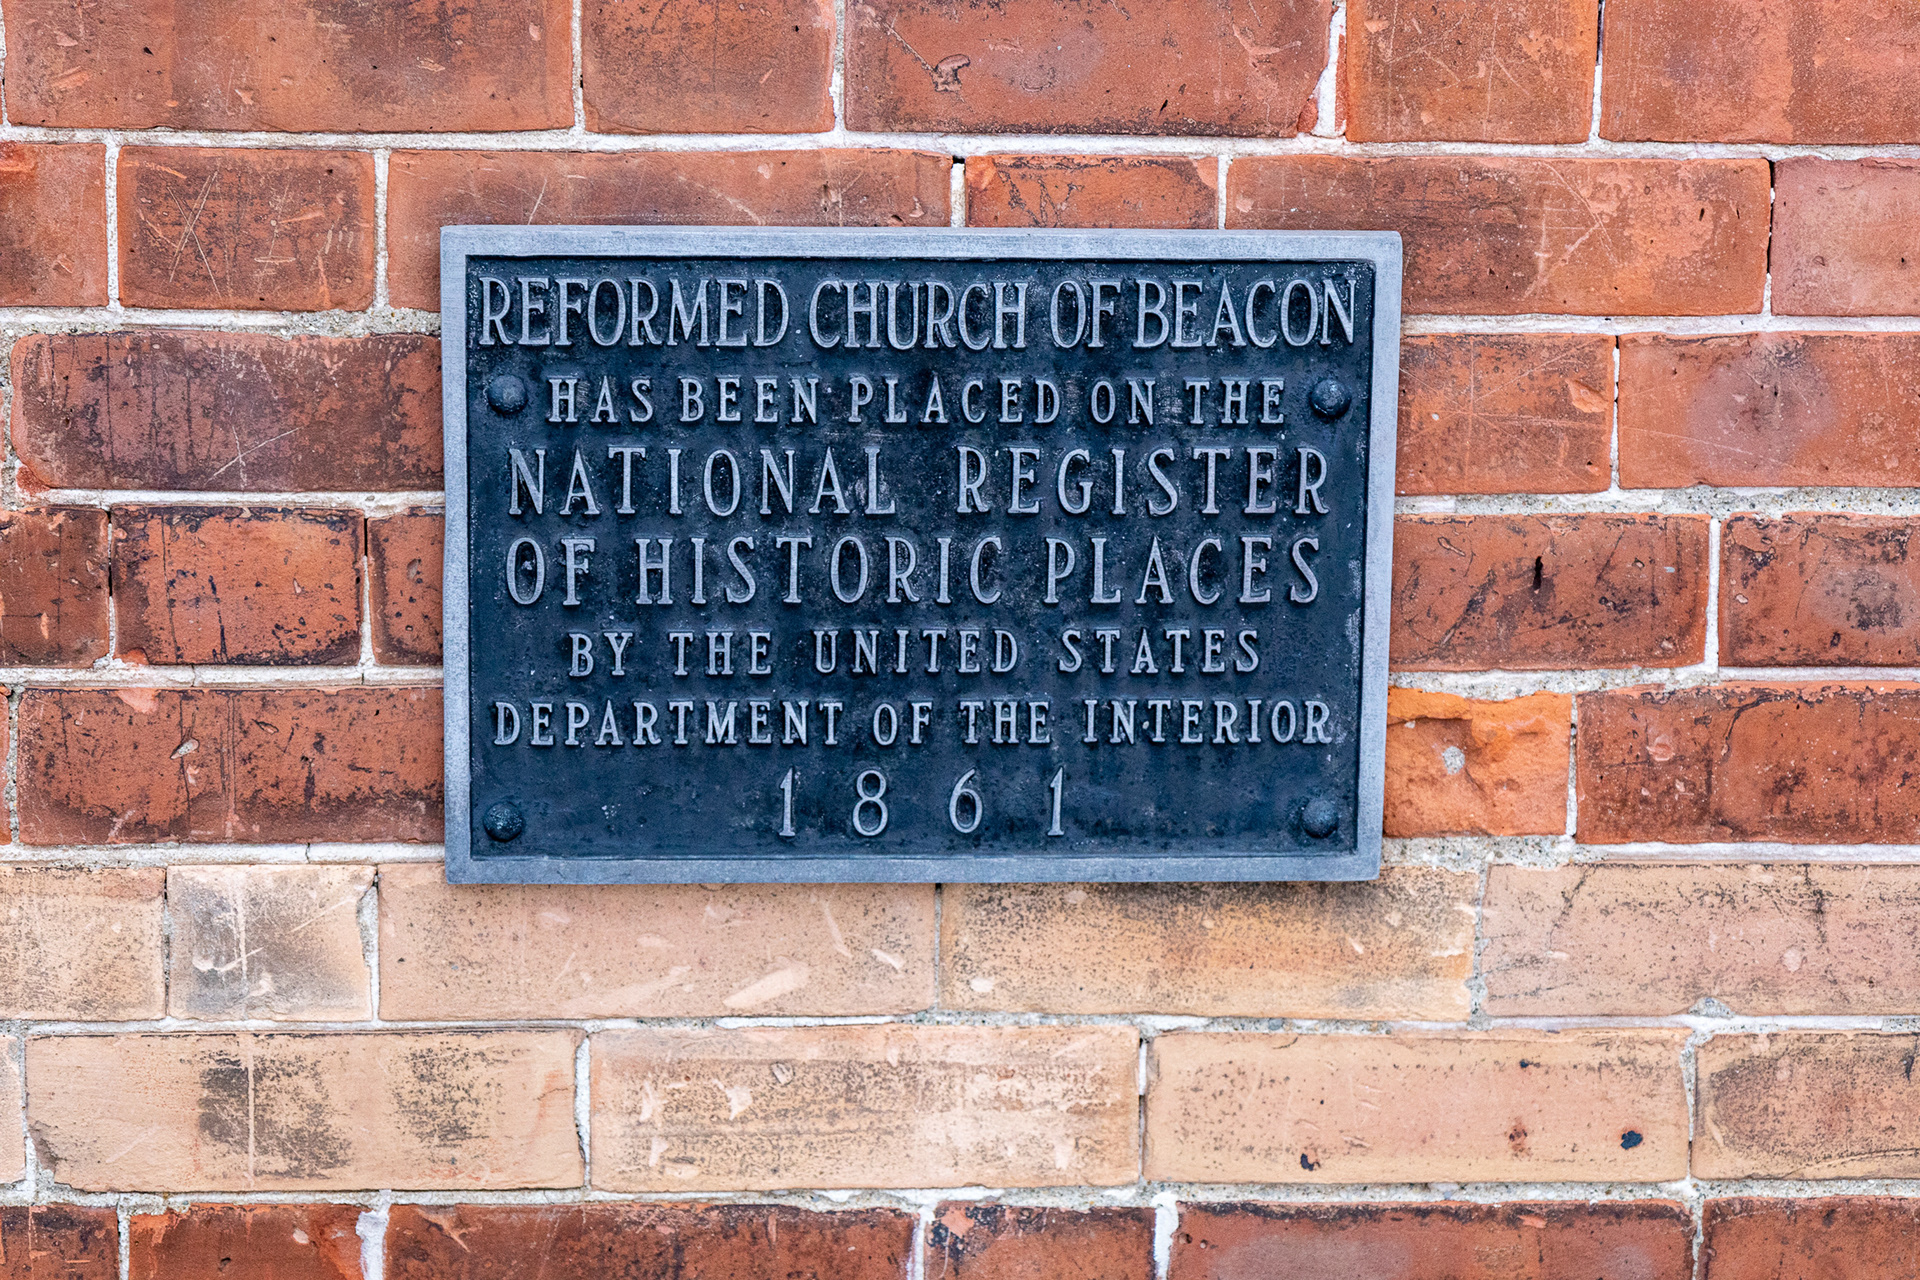 REFORMED CHURCH OF BEACON
HAS BEEN PLACED ON THE
NATIONAL REGISTER
OF HISTORIC PLACES
BY THE UNITED STATES
DEPARTMENT OF THE INTERIOR
1861